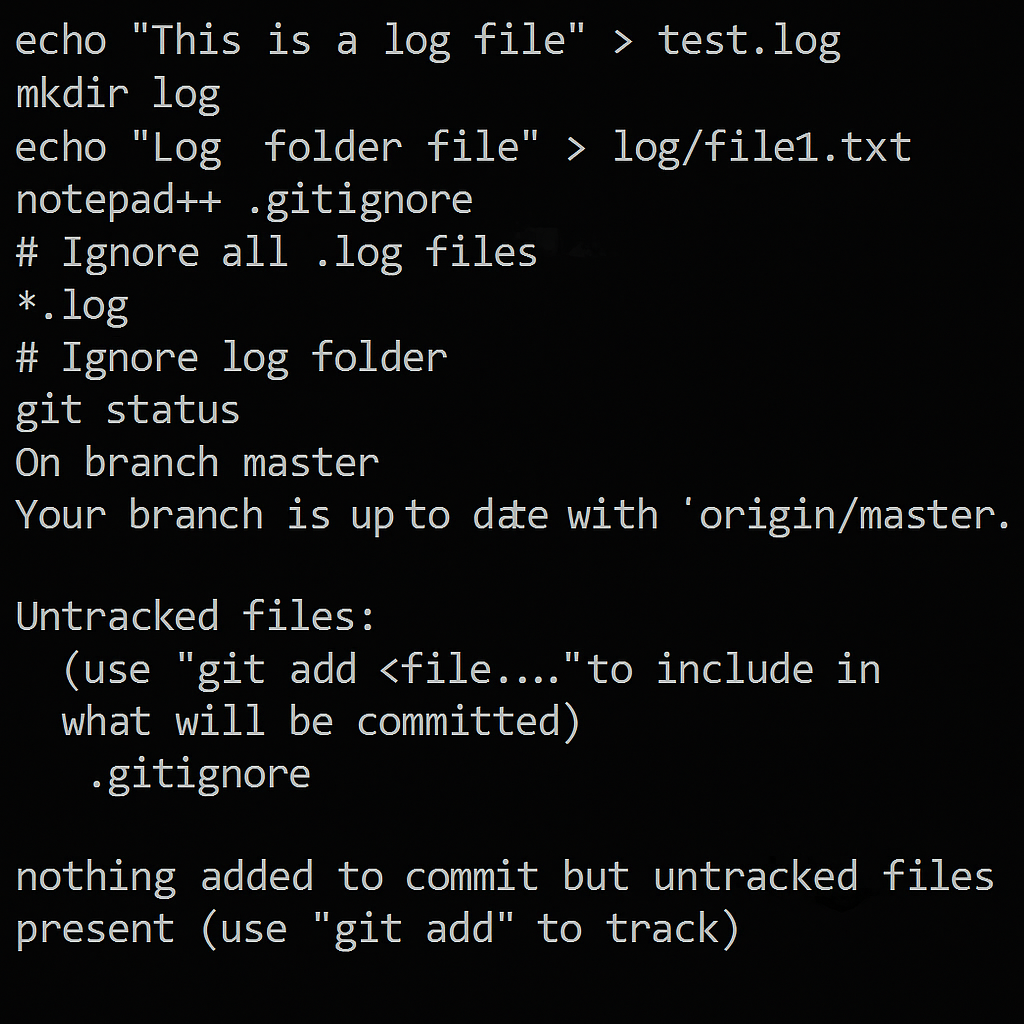 echo "This is a log file" > test.log
mkdir log
echo "Log  folder file" > log/file1.txt
notepad++ .gitignore
# Ignore all .log files
*.log
# Ignore log folder
git status
On branch master
Your branch is up to date with 'origin/master.
Untracked files:
(use "git add <file...."to include in
what will be committed)
.gitignore
nothing added to commit but untracked files
present (use "git add" to track)